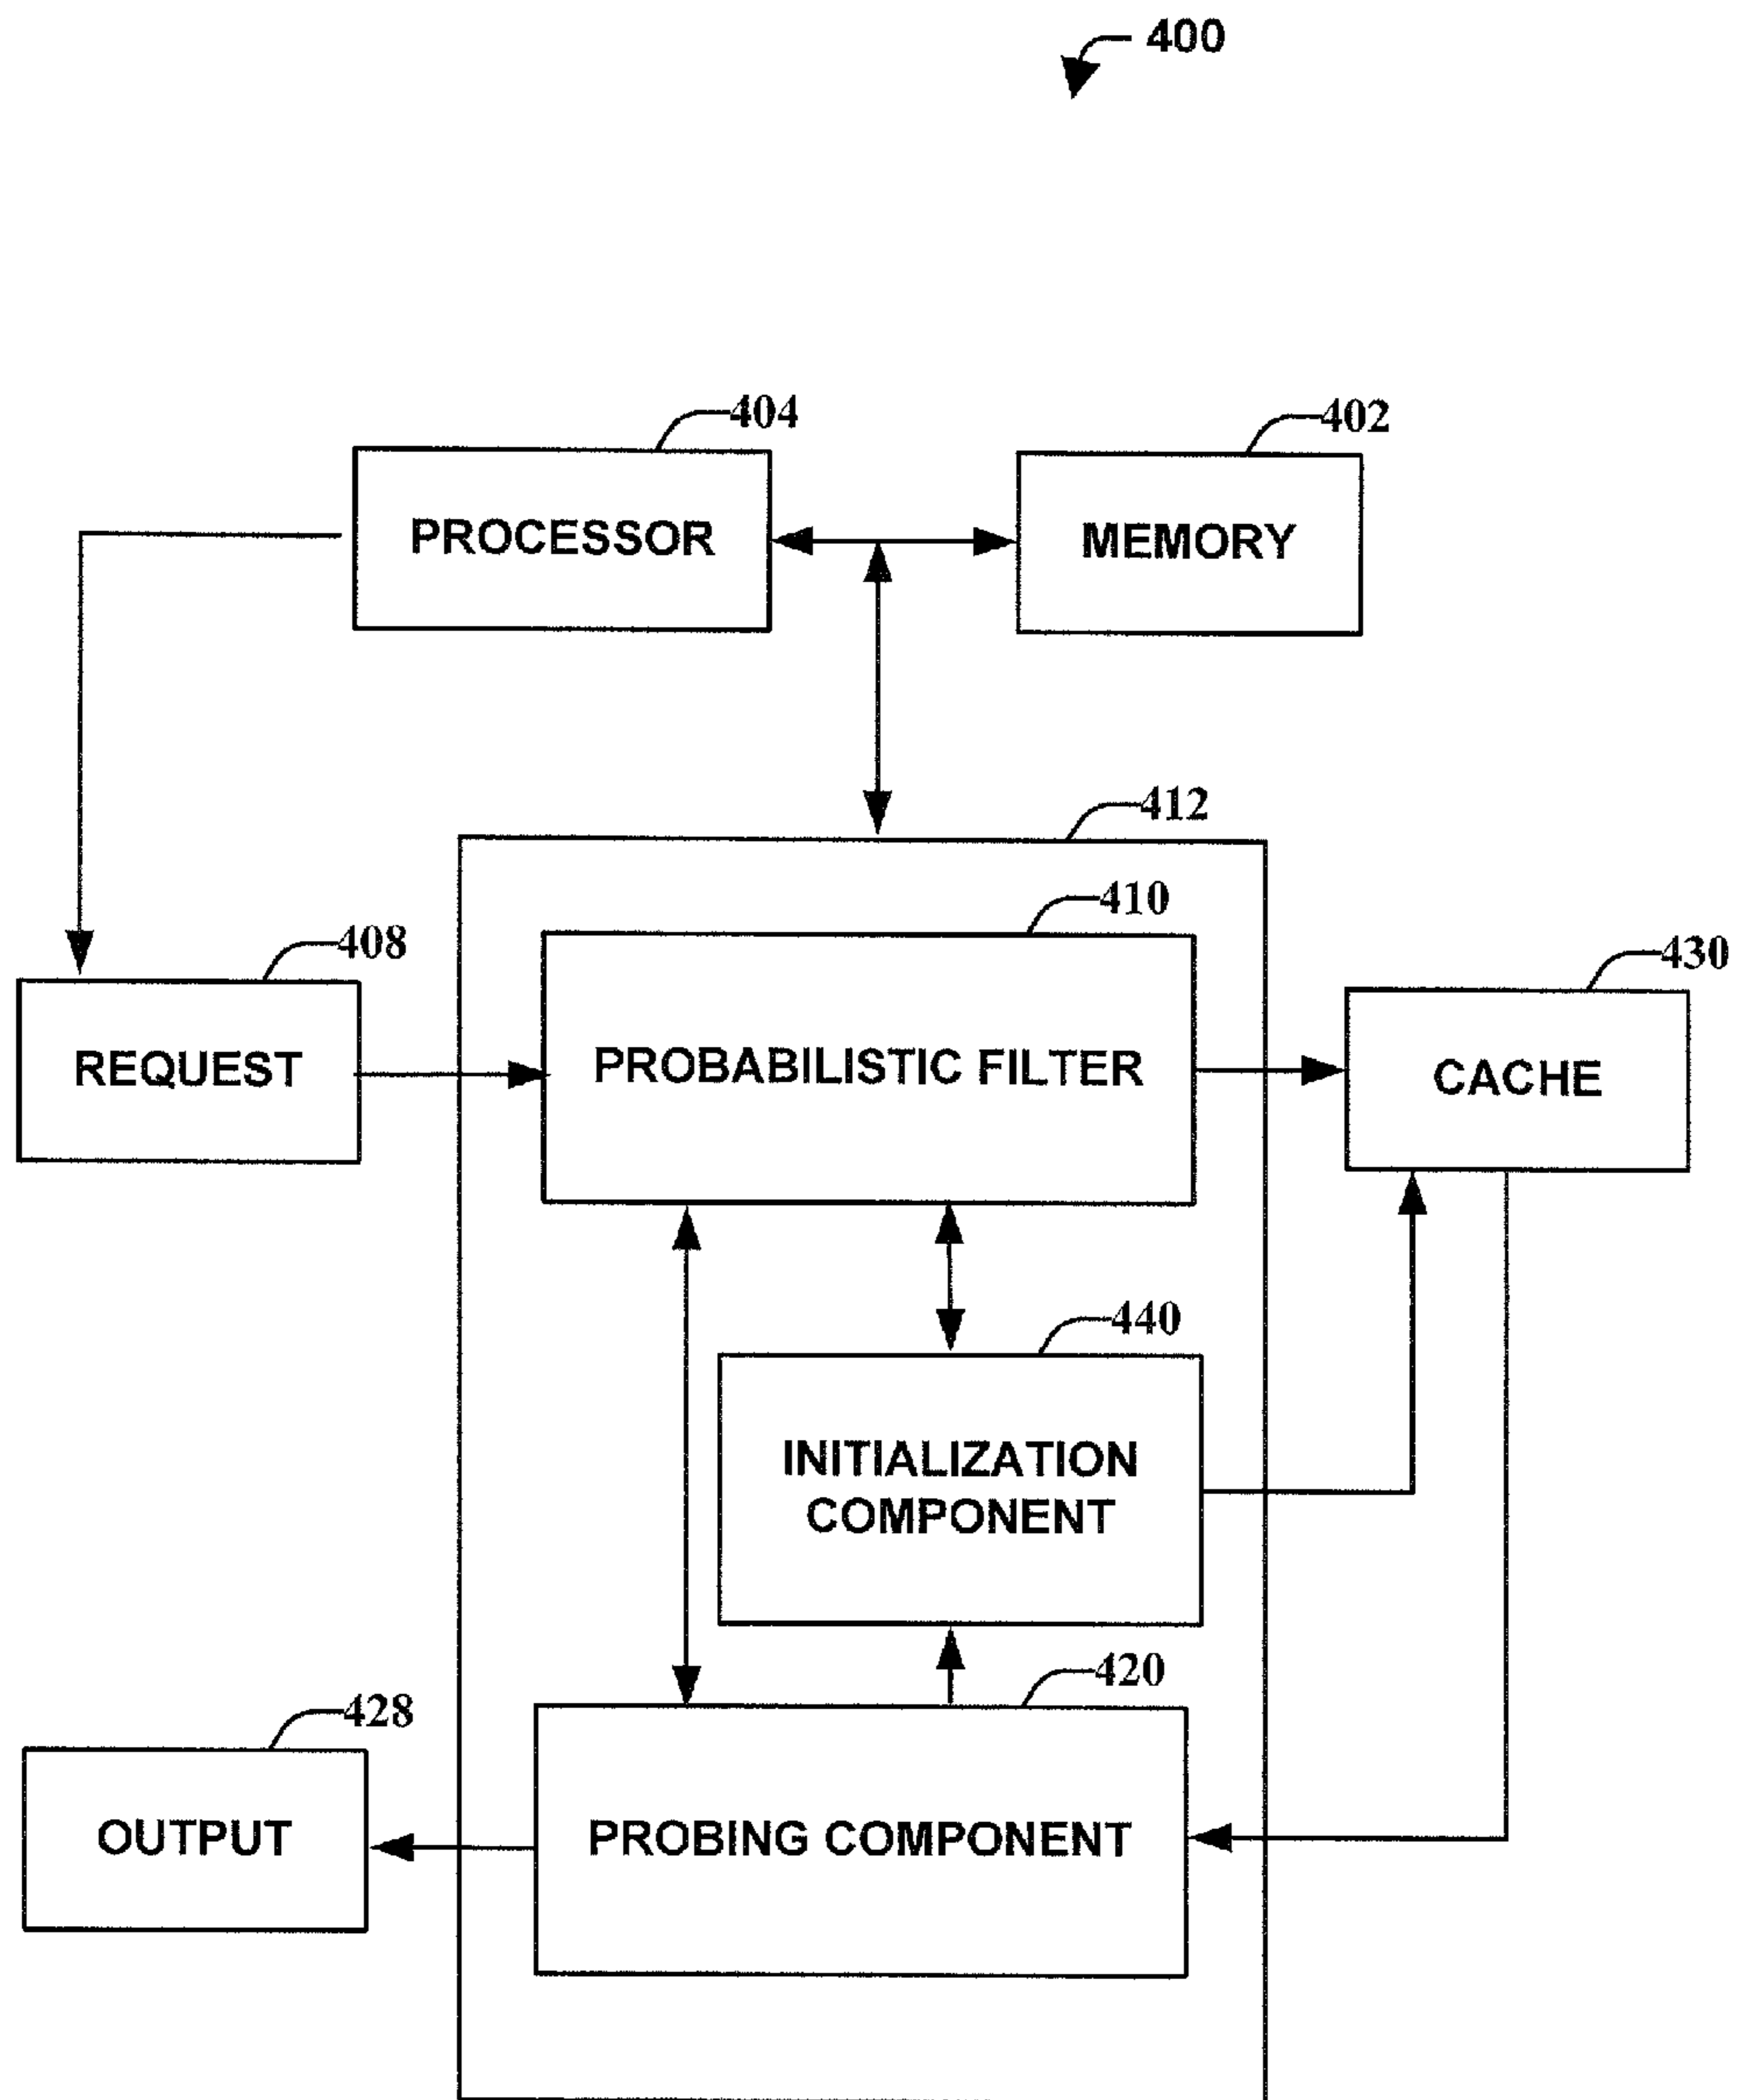 400
404
402
PROCESSOR
MEMORY
412
410
408
430
REQUEST
PROBABILISTIC FILTER
CACHE
440
INITIALIZATION
COMPONENT
420
428
OUTPUT
PROBING COMPONENT